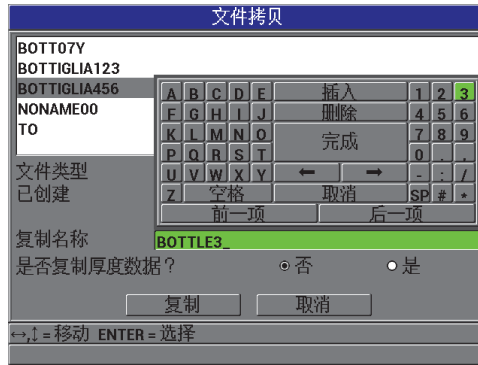 文件拷贝
BOTT07Y
BOTTIGLIA123
BOTTIGLIA456
NONAME00
TO
A B C D E 插入 1 2 3
F G H I J 删除 4 5 6
K L M N O 完成 7 8 9
P Q R S T 0 . ,
U V W X Y ← → - : /
Z 空格 取消 SP # *
前一项 后一项
文件类型
已创建
复制名称 BOTTLE3_
是否复制厚度数据? 否 是
复制 取消
↔,↕ = 移动 ENTER = 选择